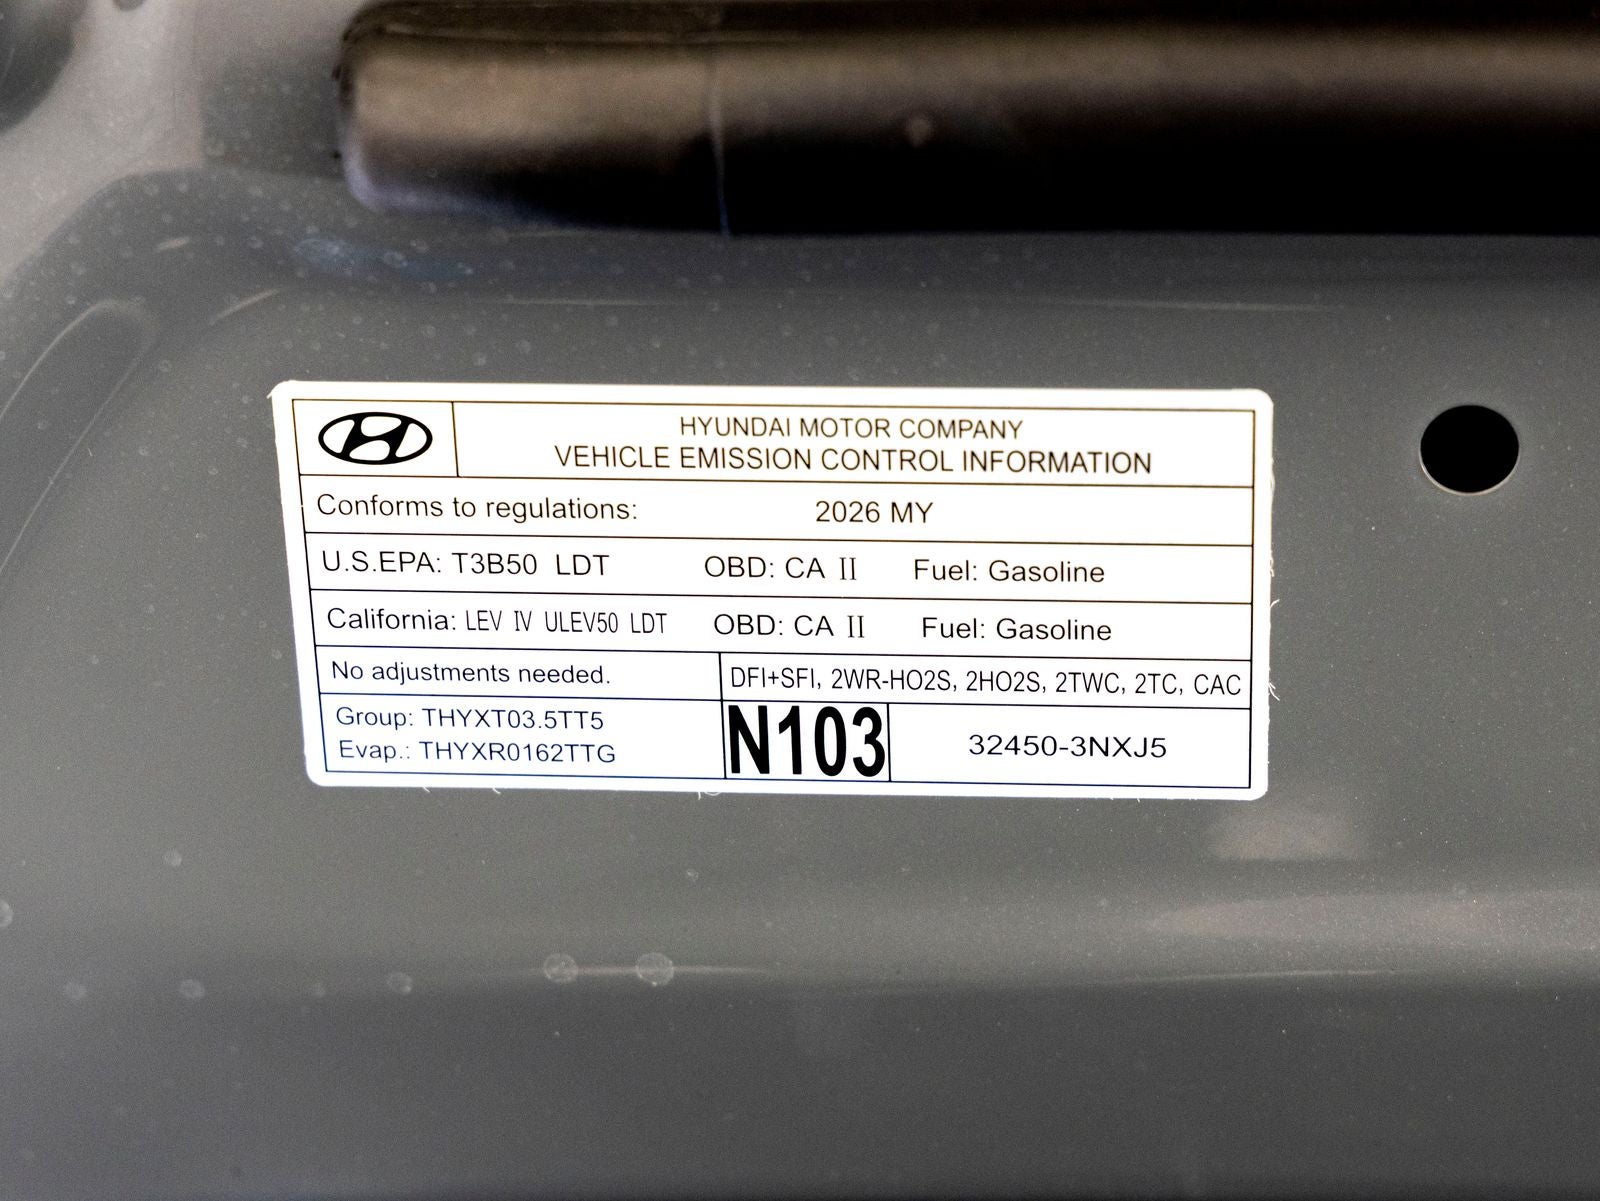 HYUNDAI MOTOR COMPANY
VEHICLE EMISSION CONTROL INFORMATION
Conforms to regulations: 2026 MY
U.S.EPA: T3B50 LDT OBD: CA II Fuel: Gasoline
California: LEV IV ULEV50 LDT OBD: CA II Fuel: Gasoline
No adjustments needed. DFI+SFI, 2WR-HO2S, 2HO2S, 2TWC, 2TC, CAC
Group: THYXT03.5TT5
Evap.: THYXR0162TTG
N103
32450-3NXJ5